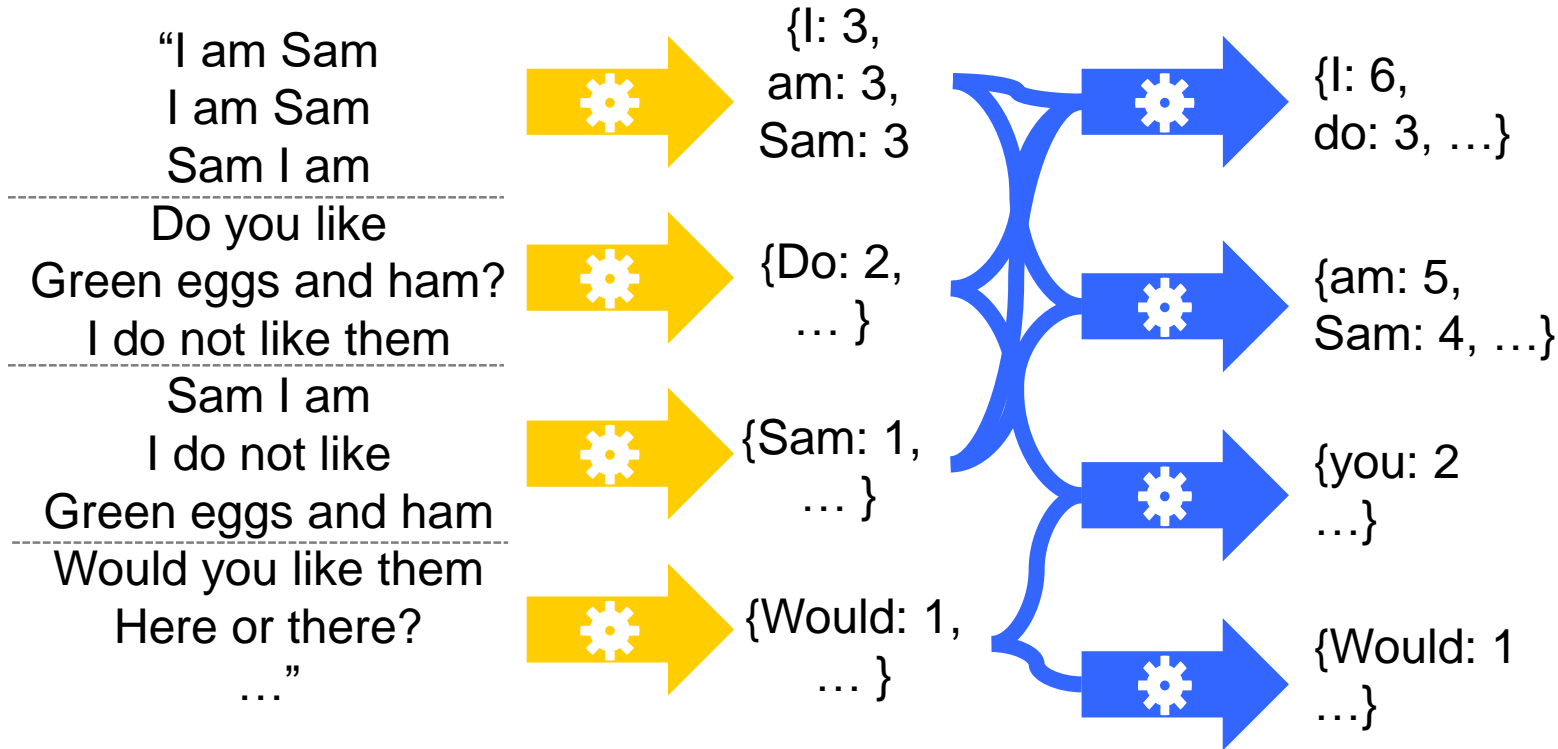 “I am Sam
I am Sam
Sam I am
Do you like
Green eggs and ham?
I do not like them
Sam I am
I do not like
Green eggs and ham
Would you like them
Here or there?
…”
{I: 3,
am: 3,
Sam: 3
{Do: 2,
… }
{Sam: 1,
… }
{Would: 1,
… }
{I: 6,
do: 3, …}
{am: 5,
Sam: 4, …}
{you: 2
…}
{Would: 1
…}